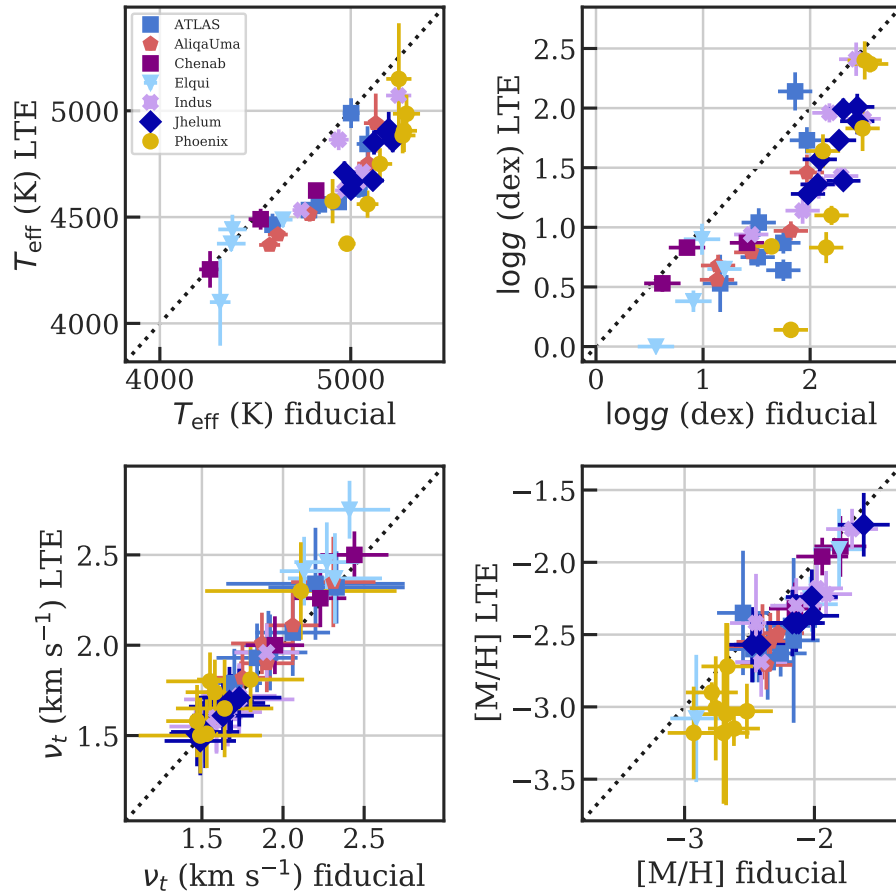 ATLAS
AliqaUma
Chenab
Elqui
Indus
Jhelum
Phoenix
5000
4500
4000
T_eff (K) LTE
4000 5000
T_eff (K) fiducial
2.5
2.0
1.5
1.0
0.5
0.0
logg (dex) LTE
0 1 2
logg (dex) fiducial
2.5
2.0
1.5
ν_t (km s⁻¹) LTE
1.5 2.0 2.5
ν_t (km s⁻¹) fiducial
−1.5
−2.0
−2.5
−3.0
−3.5
[M/H] LTE
−3 −2
[M/H] fiducial